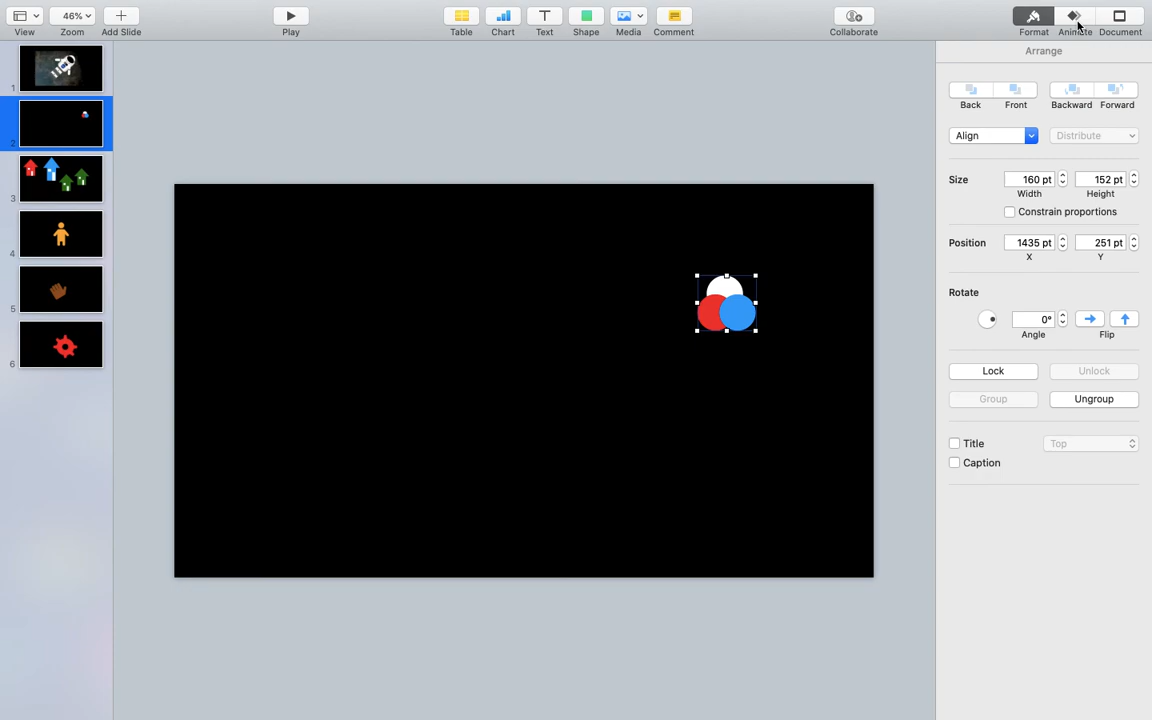 View
46%
Zoom
Add Slide
Play
Table
Chart
Text
Shape
Media
Comment
Collaborate
Format
Animate
Document
1
2
3
4
5
6
Arrange
Back
Front
Backward
Forward
Align
Distribute
Size
160 pt
152 pt
Width
Height
Constrain proportions
Position
1435 pt
251 pt
X
Y
Rotate
0°
Angle
Flip
Lock
Unlock
Group
Ungroup
Title
Top
Caption